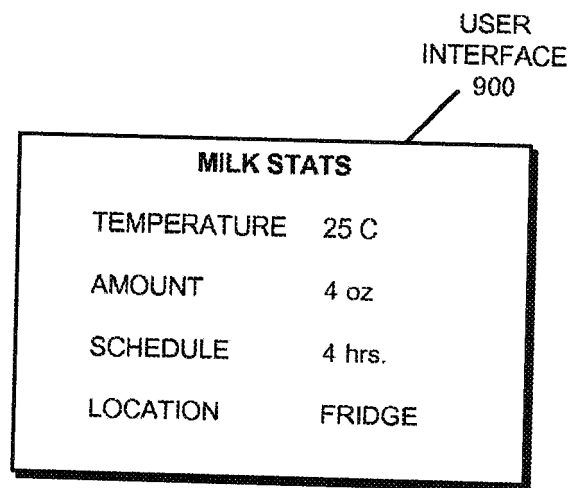 USER
INTERFACE
900
MILK STATS
TEMPERATURE 25 C
AMOUNT 4 oz
SCHEDULE 4 hrs.
LOCATION FRIDGE